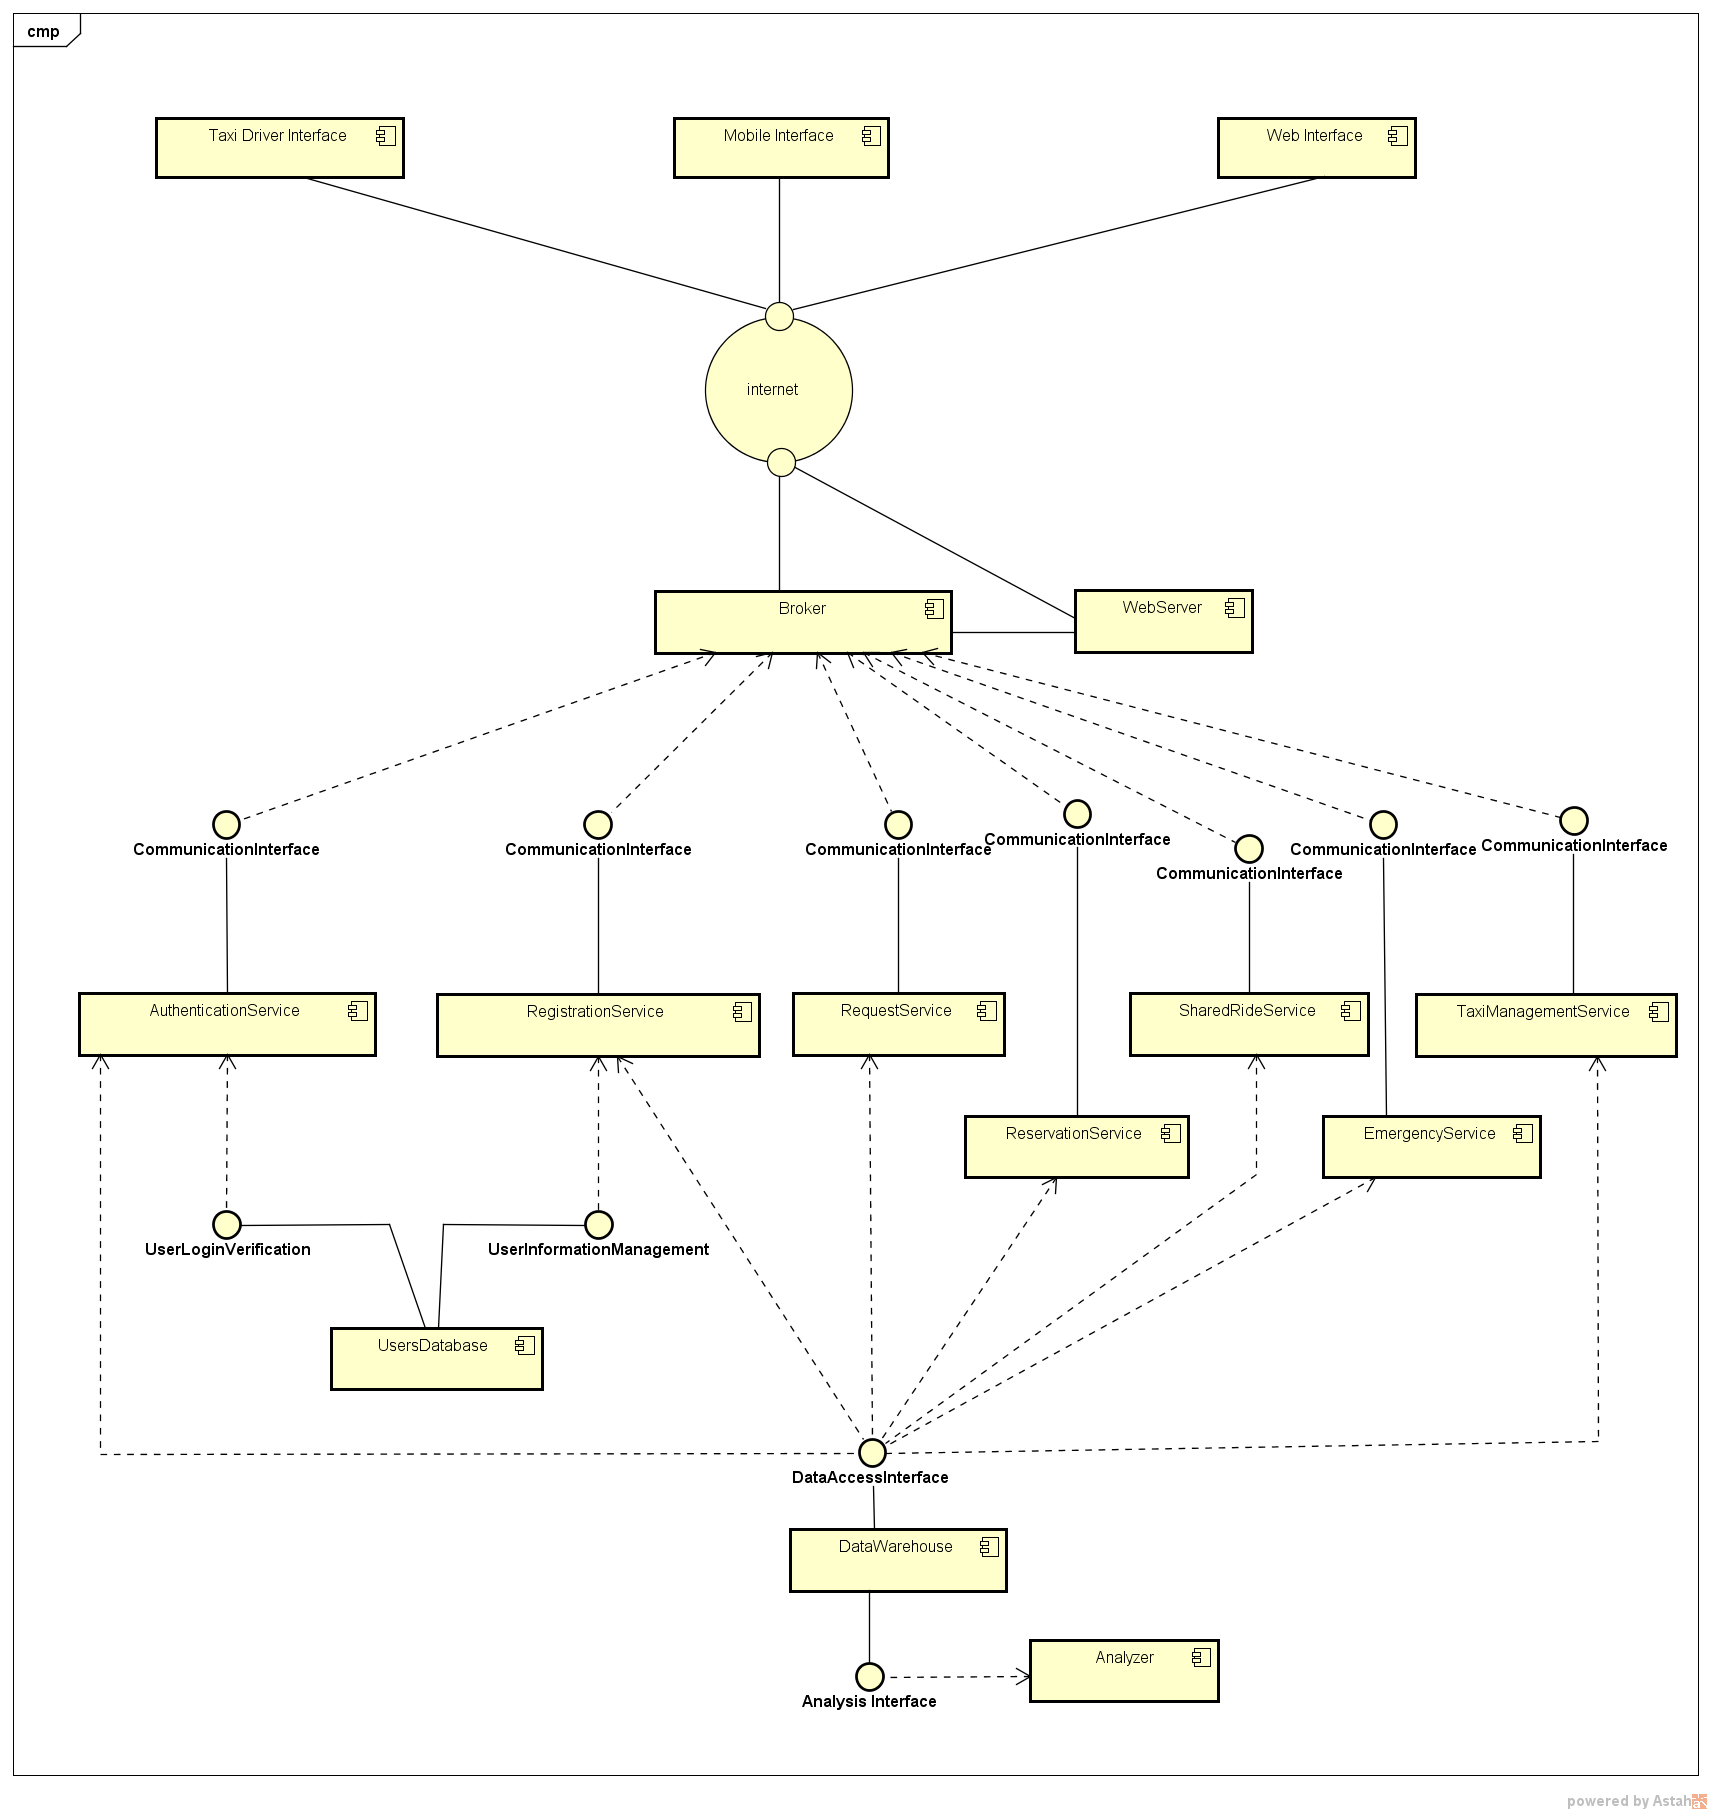 cmp
Taxi Driver Interface
Mobile Interface
Web Interface
internet
Broker
WebServer
CommunicationInterface
CommunicationInterface
CommunicationInterface
CommunicationInterface
CommunicationInterface
CommunicationInterface
CommunicationInterface
AuthenticationService
RegistrationService
RequestService
SharedRideService
TaxiManagementService
ReservationService
EmergencyService
UserLoginVerification
UserInformationManagement
UsersDatabase
DataAccessInterface
DataWarehouse
Analyzer
Analysis Interface
powered by Astah